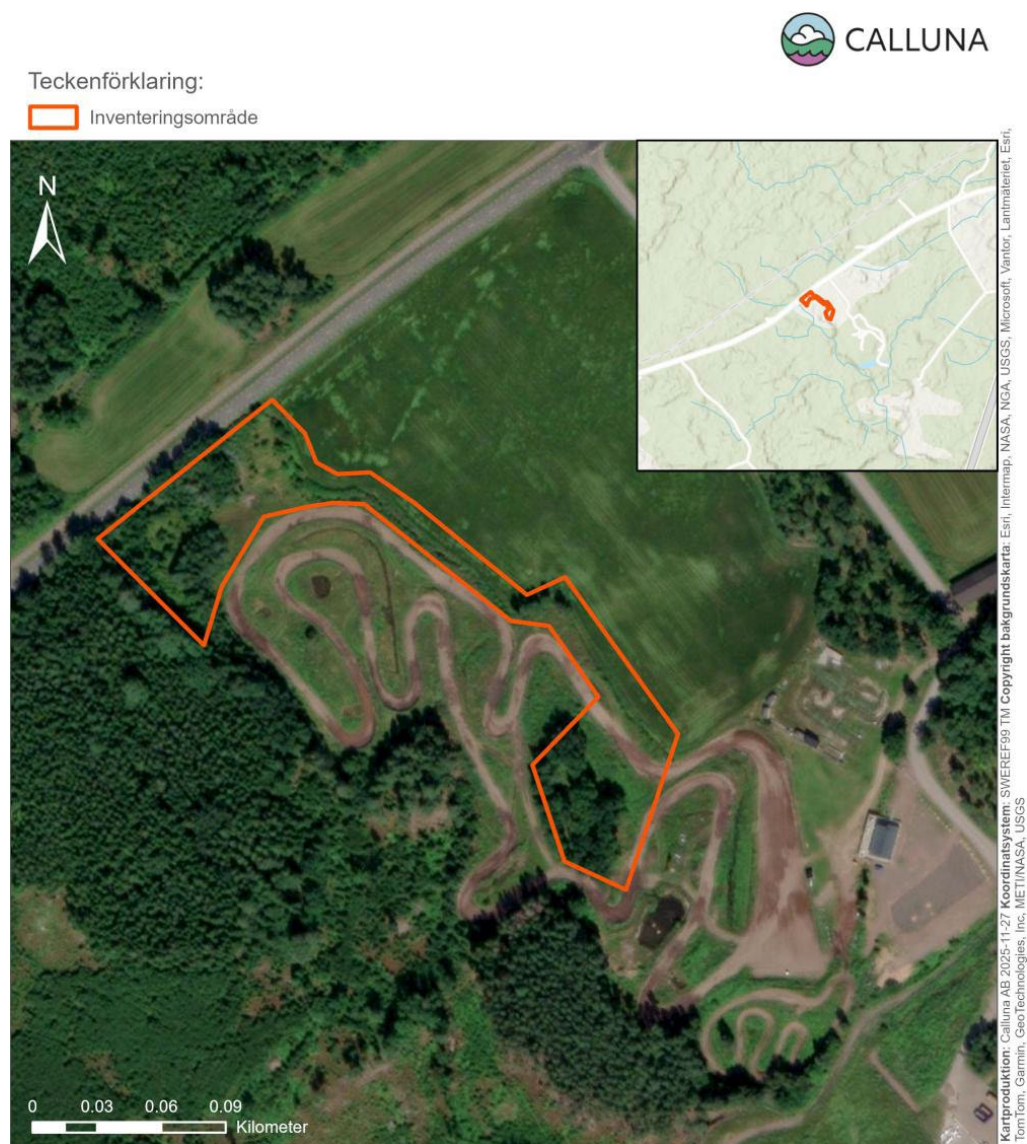 CALLUNA
Teckenförklaring:
Inventeringsområde
N
0 0.03 0.06 0.09
Kilometer
Kartproduktion: Calluna AB 2025-11-27 Koordinatsystem: SWEREF99 TM Copyright bakgrundskarta: Esri, Intermap, NASA, NGA, USGS, Microsoft, Vantor, Lantmäteriet, Esri,
TomTom, Garmin, GeoTechnologies, Inc, METI/NASA, USGS